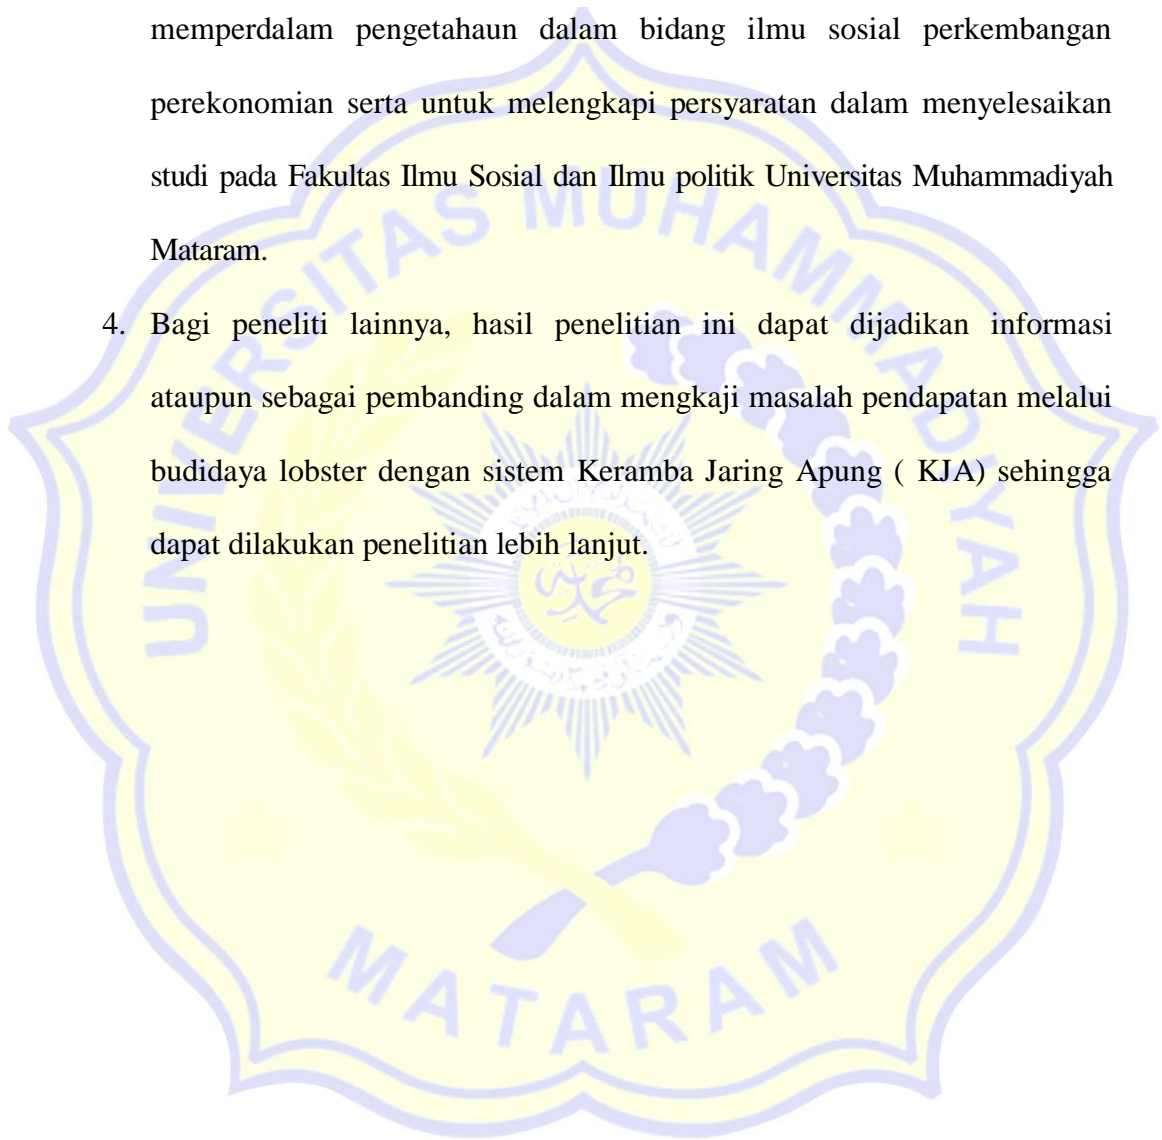 memperdalam pengetahaun dalam bidang ilmu sosial perkembangan
perekonomian serta untuk melengkapi persyaratan dalam menyelesaikan
studi pada Fakultas Ilmu Sosial dan Ilmu politik Universitas Muhammadiyah
Mataram.
4. Bagi peneliti lainnya, hasil penelitian ini dapat dijadikan informasi
ataupun sebagai pembanding dalam mengkaji masalah pendapatan melalui
budidaya lobster dengan sistem Keramba Jaring Apung ( KJA) sehingga
dapat dilakukan penelitian lebih lanjut.
UNIVERSITAS MUHAMMADIYAH
MATARAM